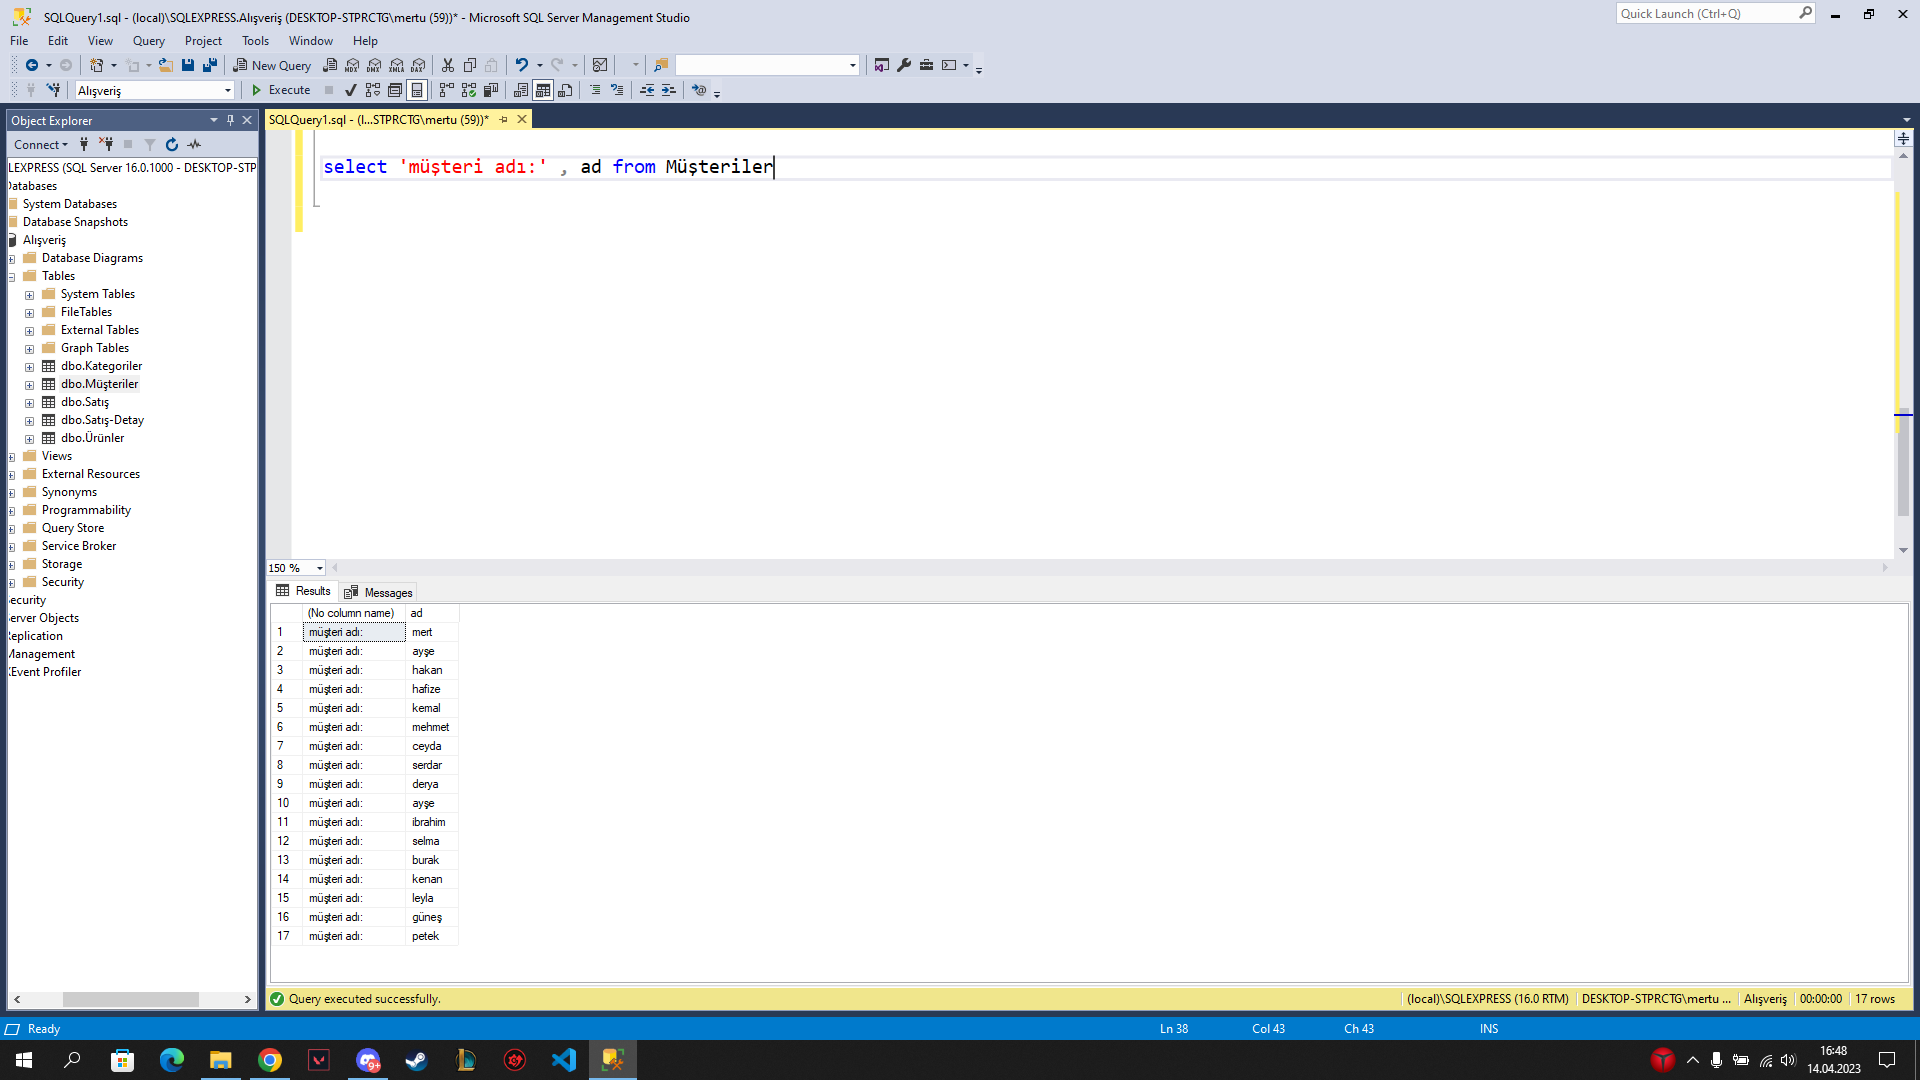 SQLQuery1.sql - (local)\SQLEXPRESS.Alışveriş (DESKTOP-STPRCTG\mertu (59))* - Microsoft SQL Server Management Studio
Quick Launch (Ctrl+Q)
File Edit View Query Project Tools Window Help
New Query
MDX DMX XMLA DAX
Alışveriş
Execute
Object Explorer
SQLQuery1.sql - (l...STPRCTG\mertu (59))*
Connect
LEXPRESS (SQL Server 16.0.1000 - DESKTOP-STP
Databases
System Databases
Database Snapshots
Alışveriş
Database Diagrams
Tables
System Tables
FileTables
External Tables
Graph Tables
dbo.Kategoriler
dbo.Müşteriler
dbo.Satış
dbo.Satış-Detay
dbo.Ürünler
Views
External Resources
Synonyms
Programmability
Query Store
Service Broker
Storage
Security
ecurity
erver Objects
Replication
Management
XEvent Profiler
select 'müşteri adı:' , ad from Müşteriler
150 %
Results Messages
(No column name) ad
1 müşteri adı: mert
2 müşteri adı: ayşe
3 müşteri adı: hakan
4 müşteri adı: hafize
5 müşteri adı: kemal
6 müşteri adı: mehmet
7 müşteri adı: ceyda
8 müşteri adı: serdar
9 müşteri adı: derya
10 müşteri adı: ayşe
11 müşteri adı: ibrahim
12 müşteri adı: selma
13 müşteri adı: burak
14 müşteri adı: kenan
15 müşteri adı: leyla
16 müşteri adı: güneş
17 müşteri adı: petek
Query executed successfully.
(local)\SQLEXPRESS (16.0 RTM) DESKTOP-STPRCTG\mertu ... Alışveriş 00:00:00 17 rows
Ready
Ln 38 Col 43 Ch 43 INS
9+
16:48
14.04.2023